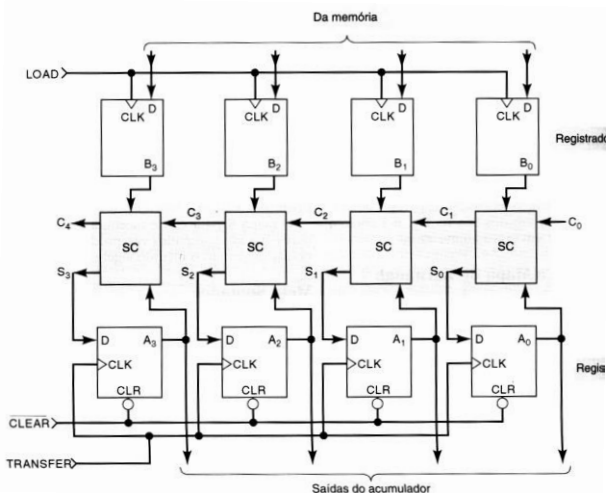 Da memória
LOAD
D D D D
CLK CLK CLK CLK
B3 B2 B1 B0
C4 C3 C2 C1 C0
SC SC SC SC
S3 S2 S1 S0
D A3 D A2 D A1 D A0
CLK CLK CLK CLK
CLR CLR CLR CLR
CLEAR
TRANSFER
Saídas do acumulador